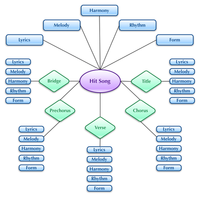 Harmony
Melody
Rhythm
Lyrics
Form
Hit Song
Lyrics
Melody
Harmony
Rhythm
Form
Bridge
Title
Lyrics
Melody
Harmony
Rhythm
Form
Prechorus
Chorus
Verse
Lyrics
Melody
Harmony
Rhythm
Form
Lyrics
Melody
Harmony
Rhythm
Form
Lyrics
Melody
Harmony
Rhythm
Form